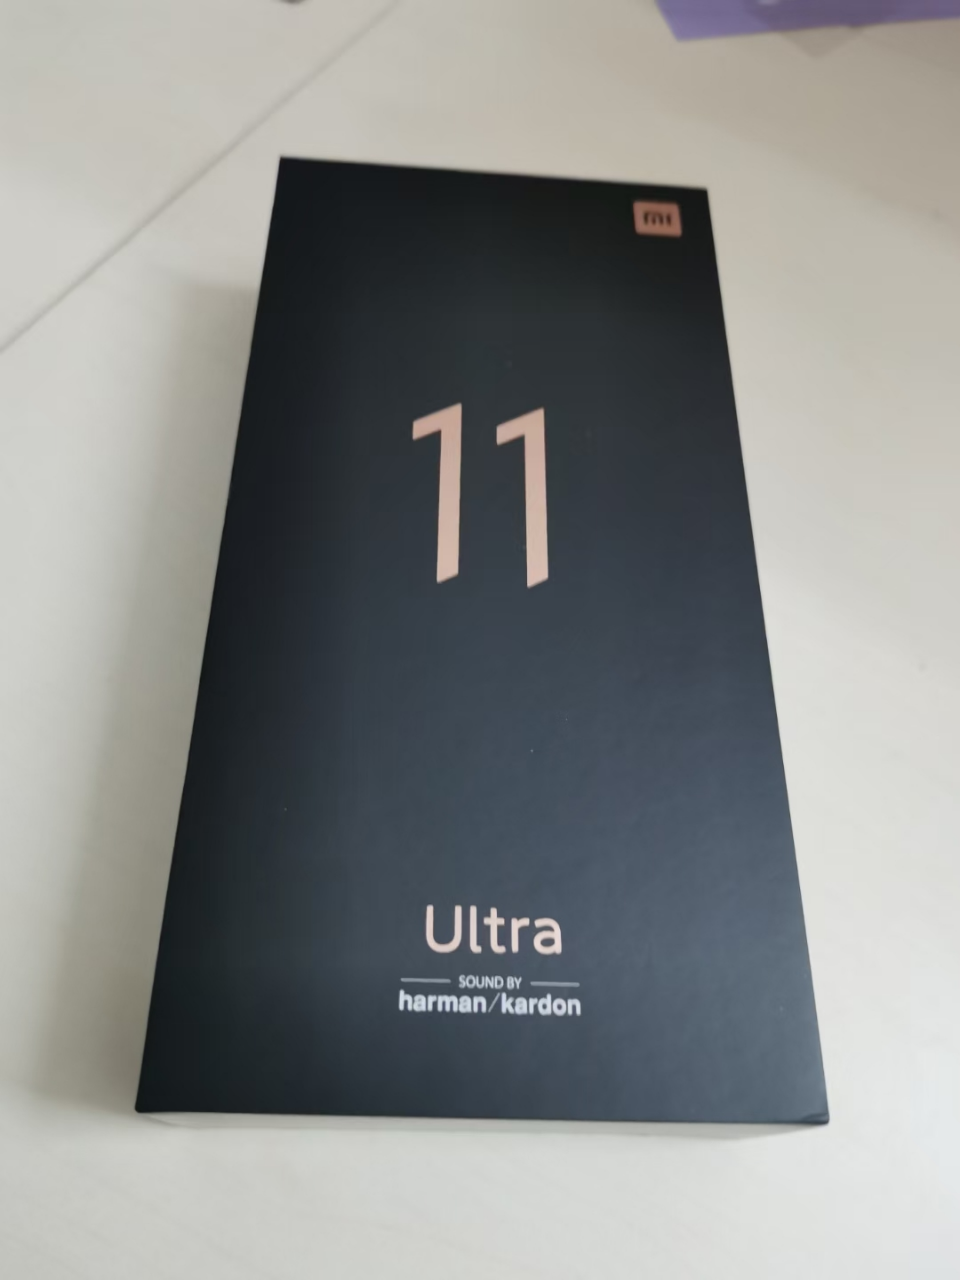 mi
11
Ultra
SOUND BY
harman/kardon